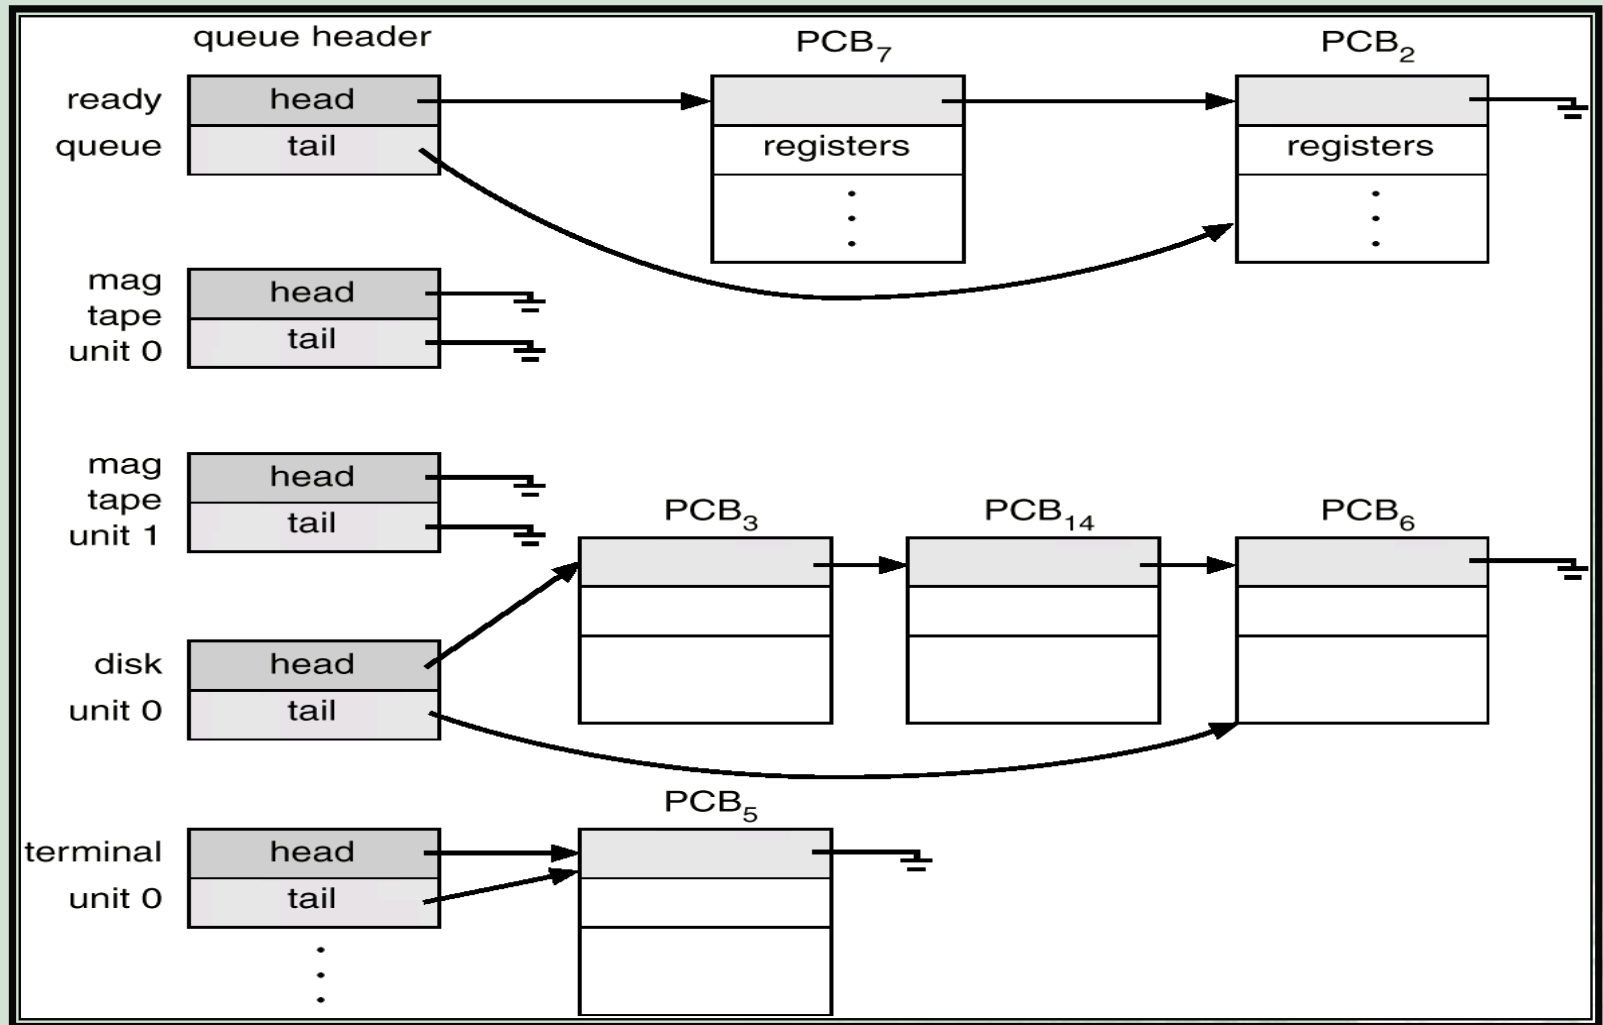 queue header
PCB7
PCB2
ready
queue
head
tail
registers
registers
mag
tape
unit 0
head
tail
mag
tape
unit 1
head
tail
PCB3
PCB14
PCB6
disk
unit 0
head
tail
PCB5
terminal
unit 0
head
tail